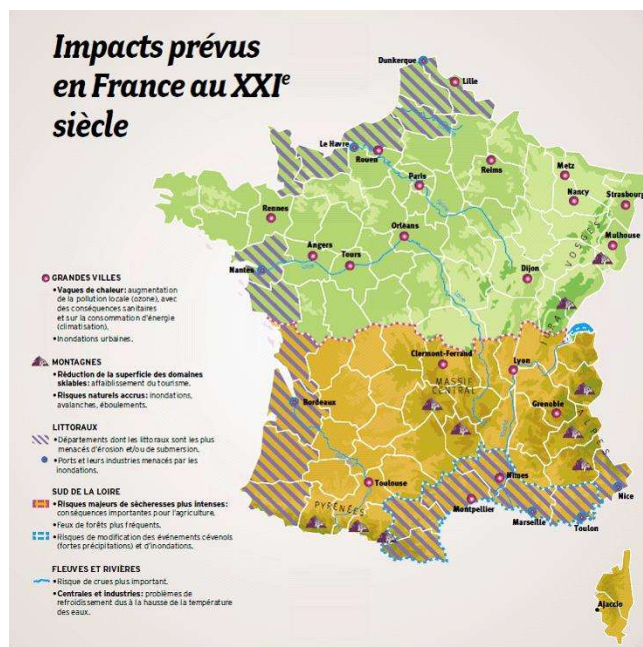 Impacts prévus
en France au XXIe
siècle
Dunkerque
Lille
Le Havre
Rouen
Reims
Metz
Paris
Nancy
Strasbourg
Rennes
Orléans
Mulhouse
Angers
Tours
VOSGES
Nantes
Dijon
Loire
JURA
Clermont-Ferrand
Lyon
MASSIF
CENTRAL
Bordeaux
Grenoble
ALPES
Toulouse
Nîmes
Nice
PYRÉNÉES
Montpellier
Marseille
Toulon
Ajaccio
GRANDES VILLES
• Vagues de chaleur: augmentation
de la pollution locale (ozone), avec
des conséquences sanitaires
et sur la consommation d'énergie
(climatisation).
• Inondations urbaines.
MONTAGNES
• Réduction de la superficie des domaines
skiables: affaiblissement du tourisme.
• Risques naturels accrus: inondations,
avalanches, éboulements.
LITTORAUX
• Départements dont les littoraux sont les plus
menacés d'érosion et/ou de submersion.
• Ports et leurs industries menacés par les
inondations.
SUD DE LA LOIRE
• Risques majeurs de sècheresses plus intenses:
conséquences importantes pour l'agriculture.
• Feux de forêts plus fréquents.
• Risques de modification des événements cévenols
(fortes précipitations) et d'inondations.
FLEUVES ET RIVIÈRES
• Risque de crues plus important.
• Centrales et industries: problèmes de
refroidissement dus à la hausse de la température
des eaux.